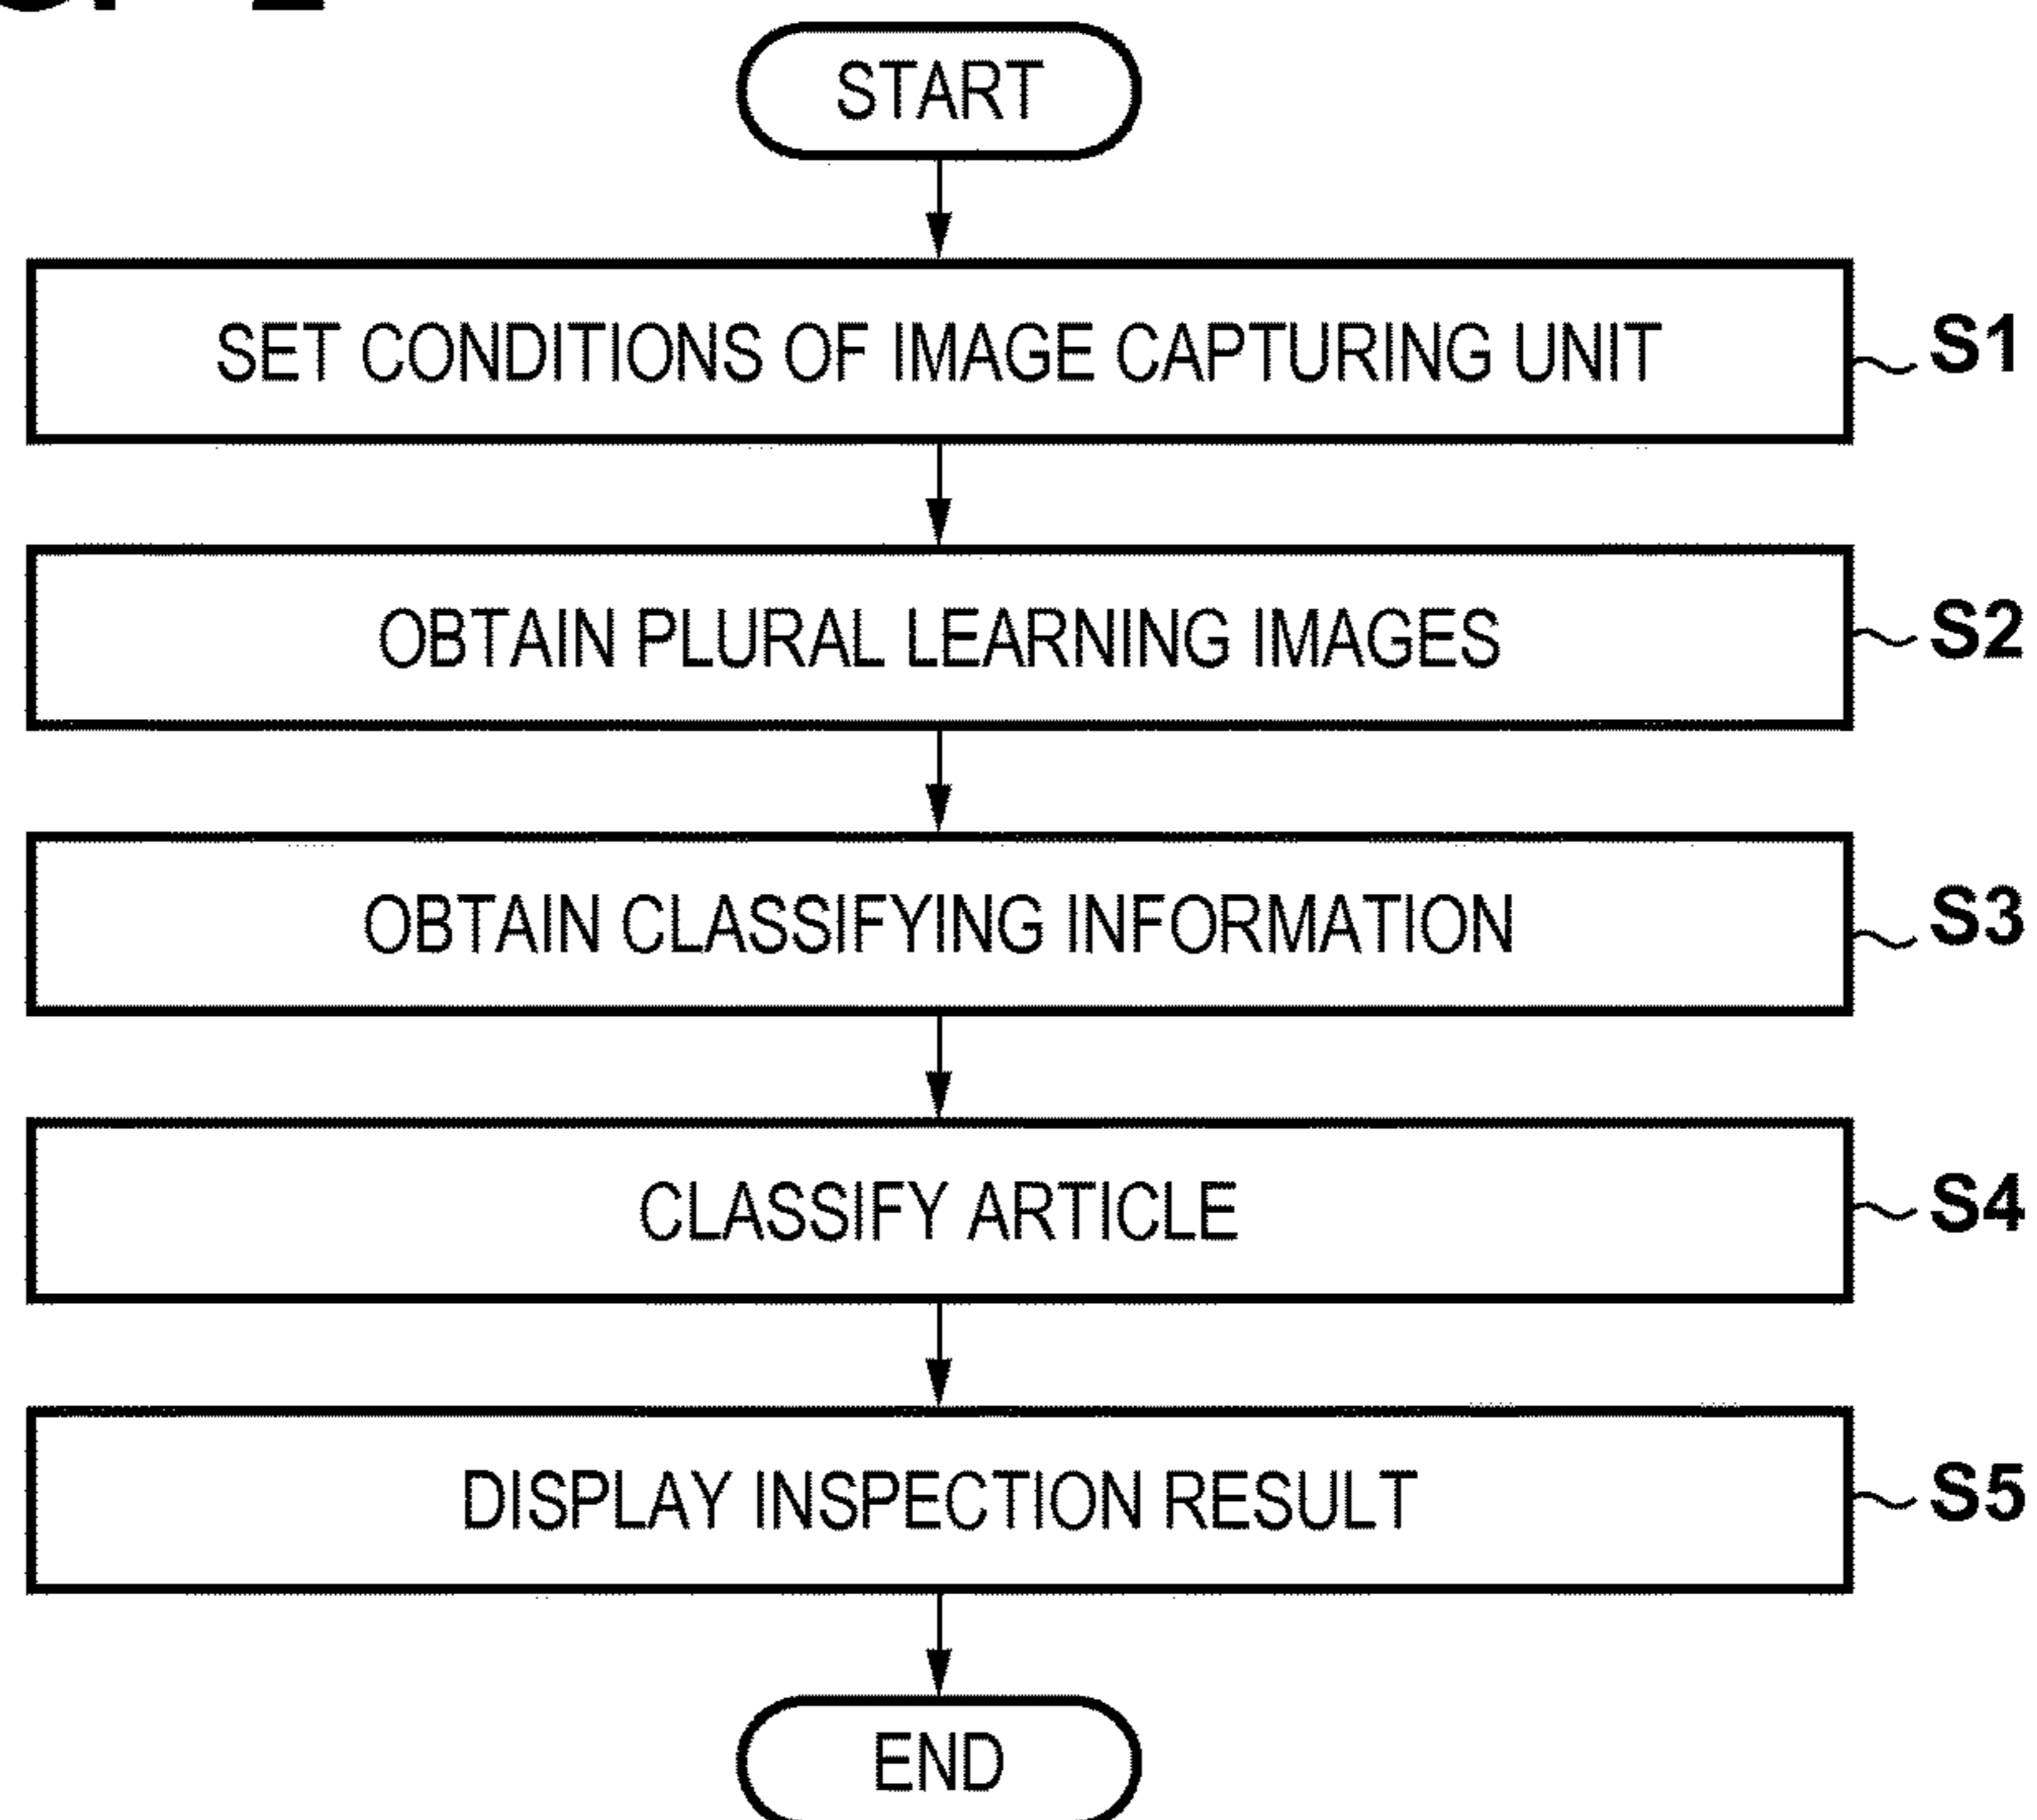 START
SET CONDITIONS OF IMAGE CAPTURING UNIT
S1
OBTAIN PLURAL LEARNING IMAGES
S2
OBTAIN CLASSIFYING INFORMATION
S3
CLASSIFY ARTICLE
S4
DISPLAY INSPECTION RESULT
S5
END